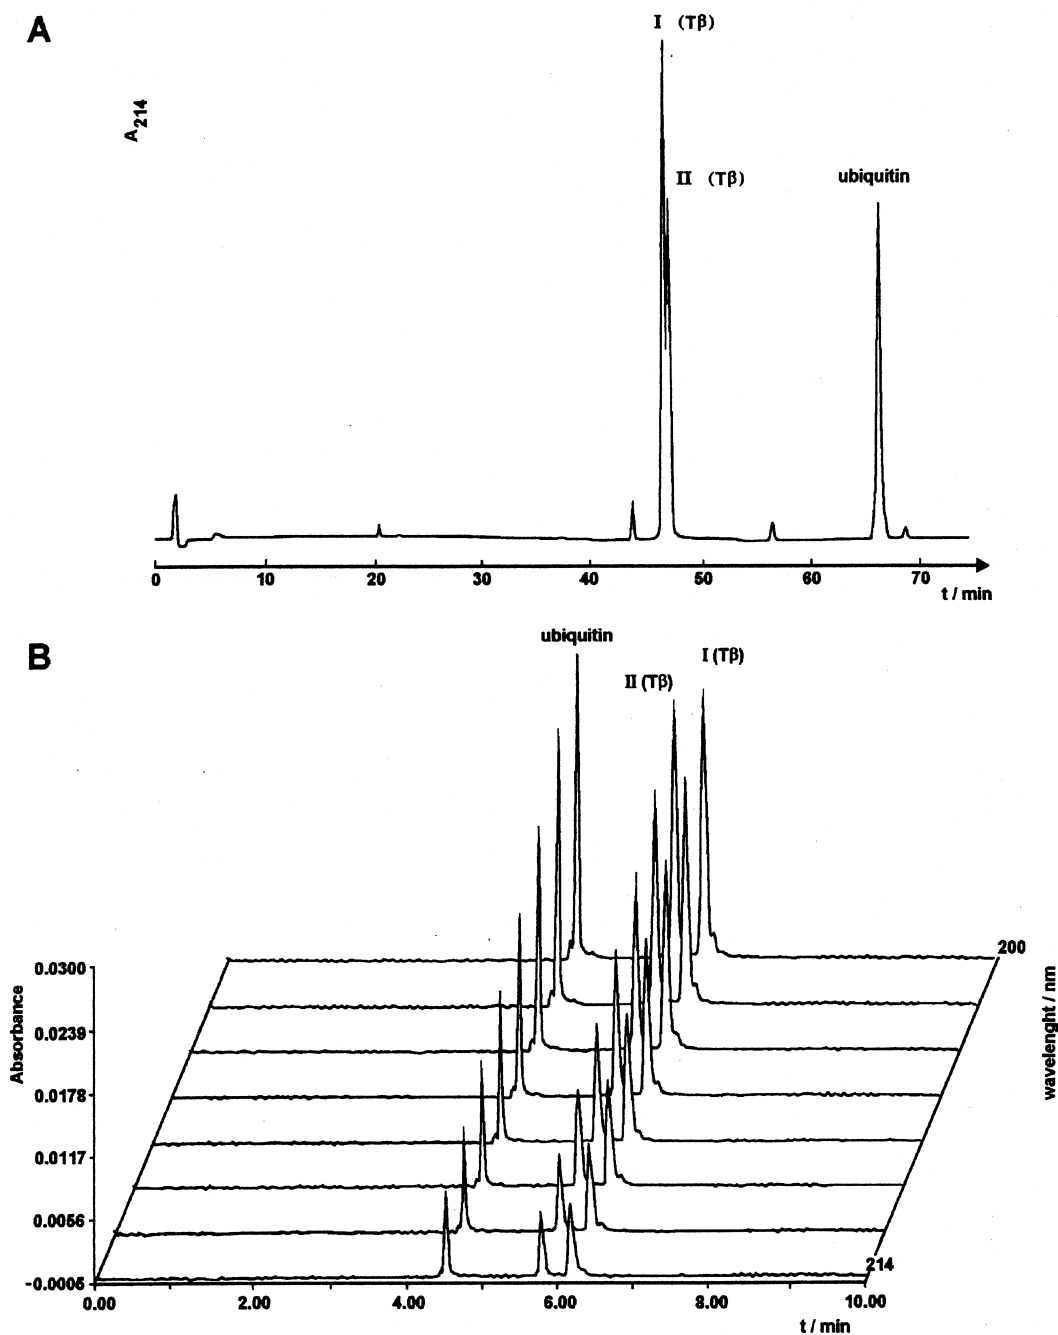 A
I (Tβ)
A214
II (Tβ)
ubiquitin
0 10 20 30 40 50 60 70
t / min
B
ubiquitin
I (Tβ)
II (Tβ)
200
0.0300
0.0239
0.0178
0.0117
0.0056
-0.0005
Absorbance
wavelenght / nm
214
0.00 2.00 4.00 6.00 8.00 10.00
t / min